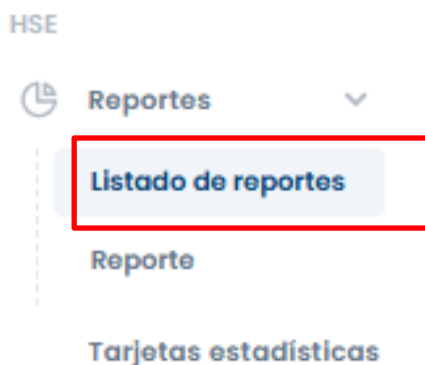 HSE
Reportes
Listado de reportes
Reporte
Tarjetas estadísticas